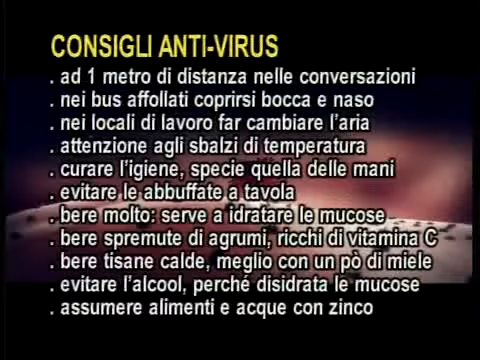 CONSIGLI ANTI-VIRUS
. ad 1 metro di distanza nelle conversazioni
. nei bus affollati coprirsi bocca e naso
. nei locali di lavoro far cambiare l'aria
. attenzione agli sbalzi di temperatura
. curare l'igiene, specie quella delle mani
. evitare le abbuffate a tavola
. bere molto: serve a idratare le mucose
. bere spremute di agrumi, ricchi di vitamina C
. bere tisane calde, meglio con un pò di miele
. evitare l'alcool, perché disidrata le mucose
. assumere alimenti e acque con zinco